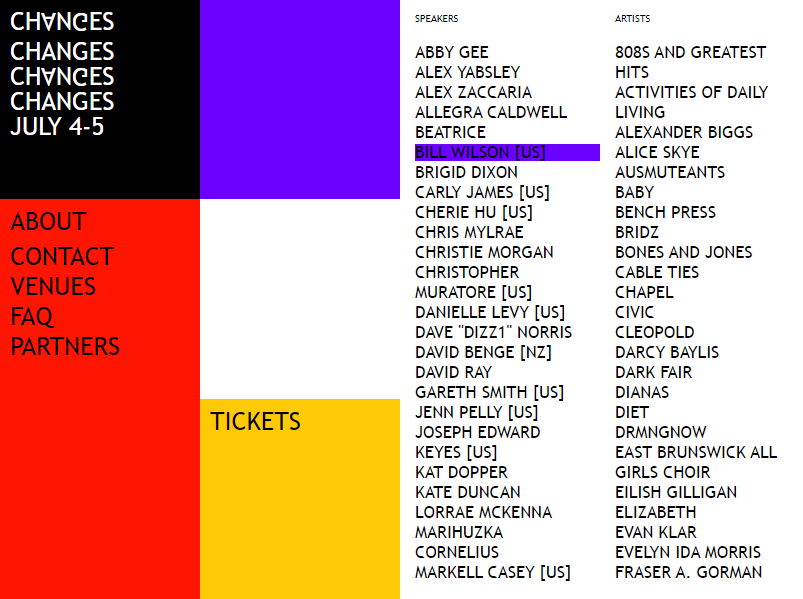 CHANGES
CHANGES
CHANGES
CHANGES
JULY 4-5
ABOUT
CONTACT
VENUES
FAQ
PARTNERS
TICKETS
SPEAKERS
ABBY GEE
ALEX YABSLEY
ALEX ZACCARIA
ALLEGRA CALDWELL
BEATRICE
BILL WILSON [US]
BRIGID DIXON
CARLY JAMES [US]
CHERIE HU [US]
CHRIS MYLRAE
CHRISTIE MORGAN
CHRISTOPHER
MURATORE [US]
DANIELLE LEVY [US]
DAVE "DIZZ1" NORRIS
DAVID BENGE [NZ]
DAVID RAY
GARETH SMITH [US]
JENN PELLY [US]
JOSEPH EDWARD
KEYES [US]
KAT DOPPER
KATE DUNCAN
LORRAE MCKENNA
MARIHUZKA
CORNELIUS
MARKELL CASEY [US]
ARTISTS
808S AND GREATEST
HITS
ACTIVITIES OF DAILY
LIVING
ALEXANDER BIGGS
ALICE SKYE
AUSMUTEANTS
BABY
BENCH PRESS
BRIDZ
BONES AND JONES
CABLE TIES
CHAPEL
CIVIC
CLEOPOLD
DARCY BAYLIS
DARK FAIR
DIANAS
DIET
DRMNGNOW
EAST BRUNSWICK ALL
GIRLS CHOIR
EILISH GILLIGAN
ELIZABETH
EVAN KLAR
EVELYN IDA MORRIS
FRASER A. GORMAN